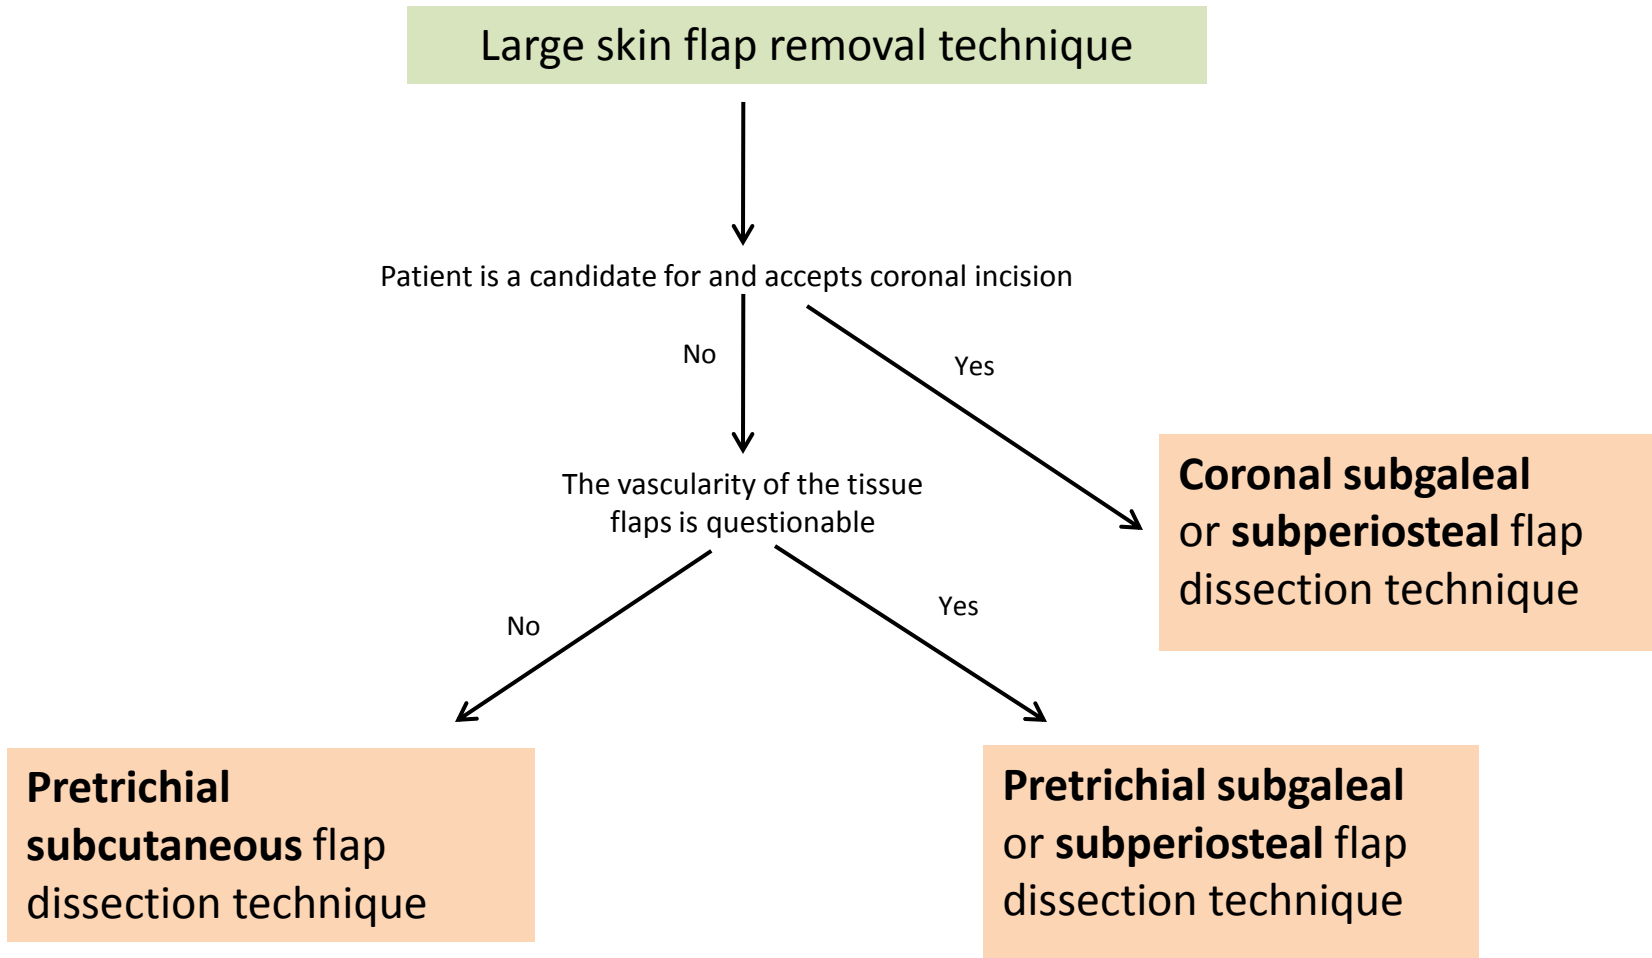 Large skin flap removal technique
Patient is a candidate for and accepts coronal incision
No
Yes
The vascularity of the tissue
flaps is questionable
Coronal subgaleal
or subperiosteal flap
dissection technique
No
Yes
Pretrichial
subcutaneous flap
dissection technique
Pretrichial subgaleal
or subperiosteal flap
dissection technique